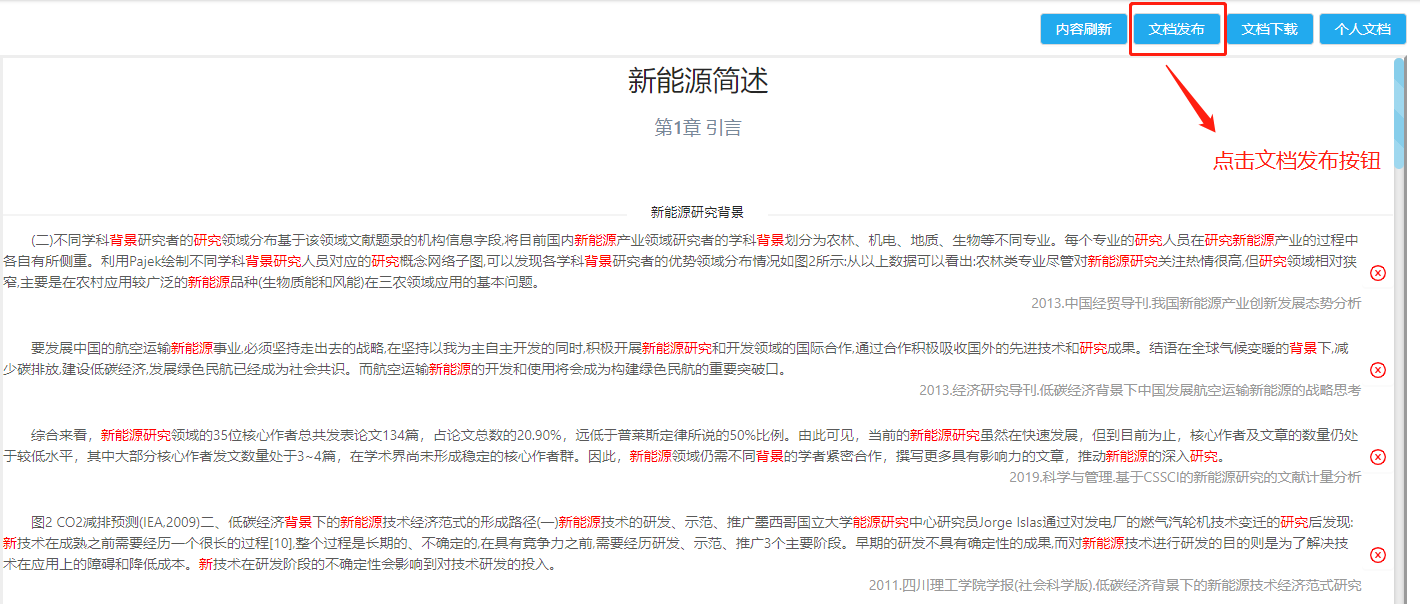 内容刷新 文档发布 文档下载 个人文档
新能源简述
第1章 引言
点击文档发布按钮
新能源研究背景
(二)不同学科背景研究者的研究领域分布基于该领域文献题录的机构信息字段,将目前国内新能源产业领域研究者的学科背景划分为农林、机电、地质、生物等不同专业。每个专业的研究人员在研究新能源产业的过程中
各自有所侧重。利用Pajek绘制不同学科背景研究人员对应的研究概念网络子图,可以发现各学科背景研究者的优势领域分布情况如图2所示:从以上数据可以看出:农林类专业尽管对新能源研究关注热情很高,但研究领域相对狭
窄,主要是在农村应用较广泛的新能源品种(生物质能和风能)在三农领域应用的基本问题。
2013.中国经贸导刊.我国新能源产业创新发展态势分析
要发展中国的航空运输新能源事业,必须坚持走出去的战略,在坚持以我为主自主开发的同时,积极开展新能源研究和开发领域的国际合作,通过合作积极吸收国外的先进技术和研究成果。结语在全球气候变暖的背景下,减
少碳排放,建设低碳经济,发展绿色民航已经成为社会共识。而航空运输新能源的开发和使用将会成为构建绿色民航的重要突破口。
2013.经济研究导刊.低碳经济背景下中国发展航空运输新能源的战略思考
综合来看，新能源研究领域的35位核心作者总共发表论文134篇，占论文总数的20.90%，远低于普莱斯定律所说的50%比例。由此可见，当前的新能源研究虽然在快速发展，但到目前为止，核心作者及文章的数量仍处
于较低水平，其中大部分核心作者发文数量处于3~4篇，在学术界尚未形成稳定的核心作者群。因此，新能源领域仍需不同背景的学者紧密合作，撰写更多具有影响力的文章，推动新能源的深入研究。
2019.科学与管理.基于CSSCI的新能源研究的文献计量分析
图2 CO2减排预测(IEA,2009)二、低碳经济背景下的新能源技术经济范式的形成路径(一)新能源技术的研发、示范、推广墨西哥国立大学能源研究中心研究员Jorge Islas通过对发电厂的燃气汽轮机技术变迁的研究后发现:
新技术在成熟之前需要经历一个很长的过程[10],整个过程是长期的、不确定的,在具有竞争力之前,需要经历研发、示范、推广3个主要阶段。早期的研发不具有确定性的成果,而对新能源技术进行研发的目的则是为了解决技
术在应用上的障碍和降低成本。新技术在研发阶段的不确定性会影响到对技术研发的投入。
2011.四川理工学院学报(社会科学版).低碳经济背景下的新能源技术经济范式研究